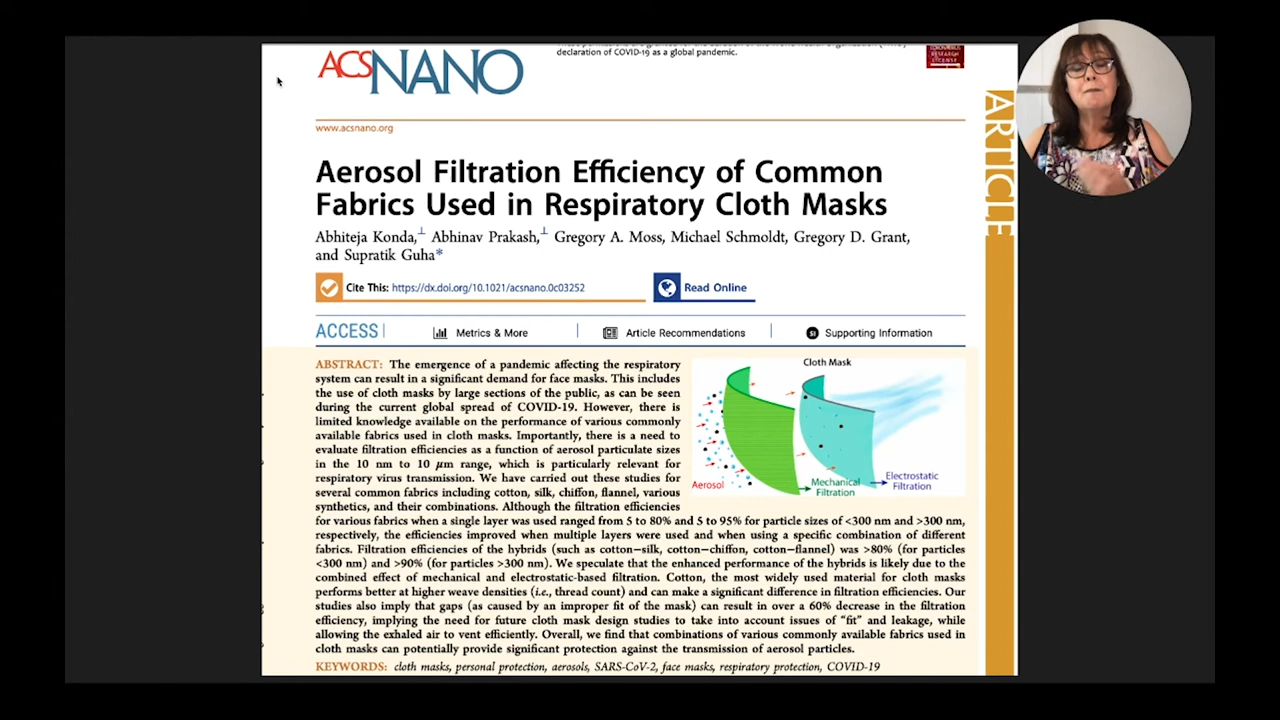 ACSNANO
declaration of COVID-19 as a global pandemic.
CORONAVIRUS
RESEARCH
LICENSE
ARTICLE
www.acsnano.org
Aerosol Filtration Efficiency of Common
Fabrics Used in Respiratory Cloth Masks
Abhiteja Konda,⊥ Abhinav Prakash,⊥ Gregory A. Moss, Michael Schmoldt, Gregory D. Grant,
and Supratik Guha*
Cite This: https://dx.doi.org/10.1021/acsnano.0c03252
Read Online
ACCESS
Metrics & More
Article Recommendations
SI Supporting Information
ABSTRACT: The emergence of a pandemic affecting the respiratory
system can result in a significant demand for face masks. This includes
the use of cloth masks by large sections of the public, as can be seen
during the current global spread of COVID-19. However, there is
limited knowledge available on the performance of various commonly
available fabrics used in cloth masks. Importantly, there is a need to
evaluate filtration efficiencies as a function of aerosol particulate sizes
in the 10 nm to 10 μm range, which is particularly relevant for
respiratory virus transmission. We have carried out these studies for
several common fabrics including cotton, silk, chiffon, flannel, various
synthetics, and their combinations. Although the filtration efficiencies
for various fabrics when a single layer was used ranged from 5 to 80% and 5 to 95% for particle sizes of <300 nm and >300 nm,
respectively, the efficiencies improved when multiple layers were used and when using a specific combination of different
fabrics. Filtration efficiencies of the hybrids (such as cotton−silk, cotton−chiffon, cotton−flannel) was >80% (for particles
<300 nm) and >90% (for particles >300 nm). We speculate that the enhanced performance of the hybrids is likely due to the
combined effect of mechanical and electrostatic-based filtration. Cotton, the most widely used material for cloth masks
performs better at higher weave densities (i.e., thread count) and can make a significant difference in filtration efficiencies. Our
studies also imply that gaps (as caused by an improper fit of the mask) can result in over a 60% decrease in the filtration
efficiency, implying the need for future cloth mask design studies to take into account issues of “fit” and leakage, while
allowing the exhaled air to vent efficiently. Overall, we find that combinations of various commonly available fabrics used in
cloth masks can potentially provide significant protection against the transmission of aerosol particles.
Cloth Mask
Aerosol
Mechanical
Filtration
Electrostatic
Filtration
KEYWORDS: cloth masks, personal protection, aerosols, SARS-CoV-2, face masks, respiratory protection, COVID-19